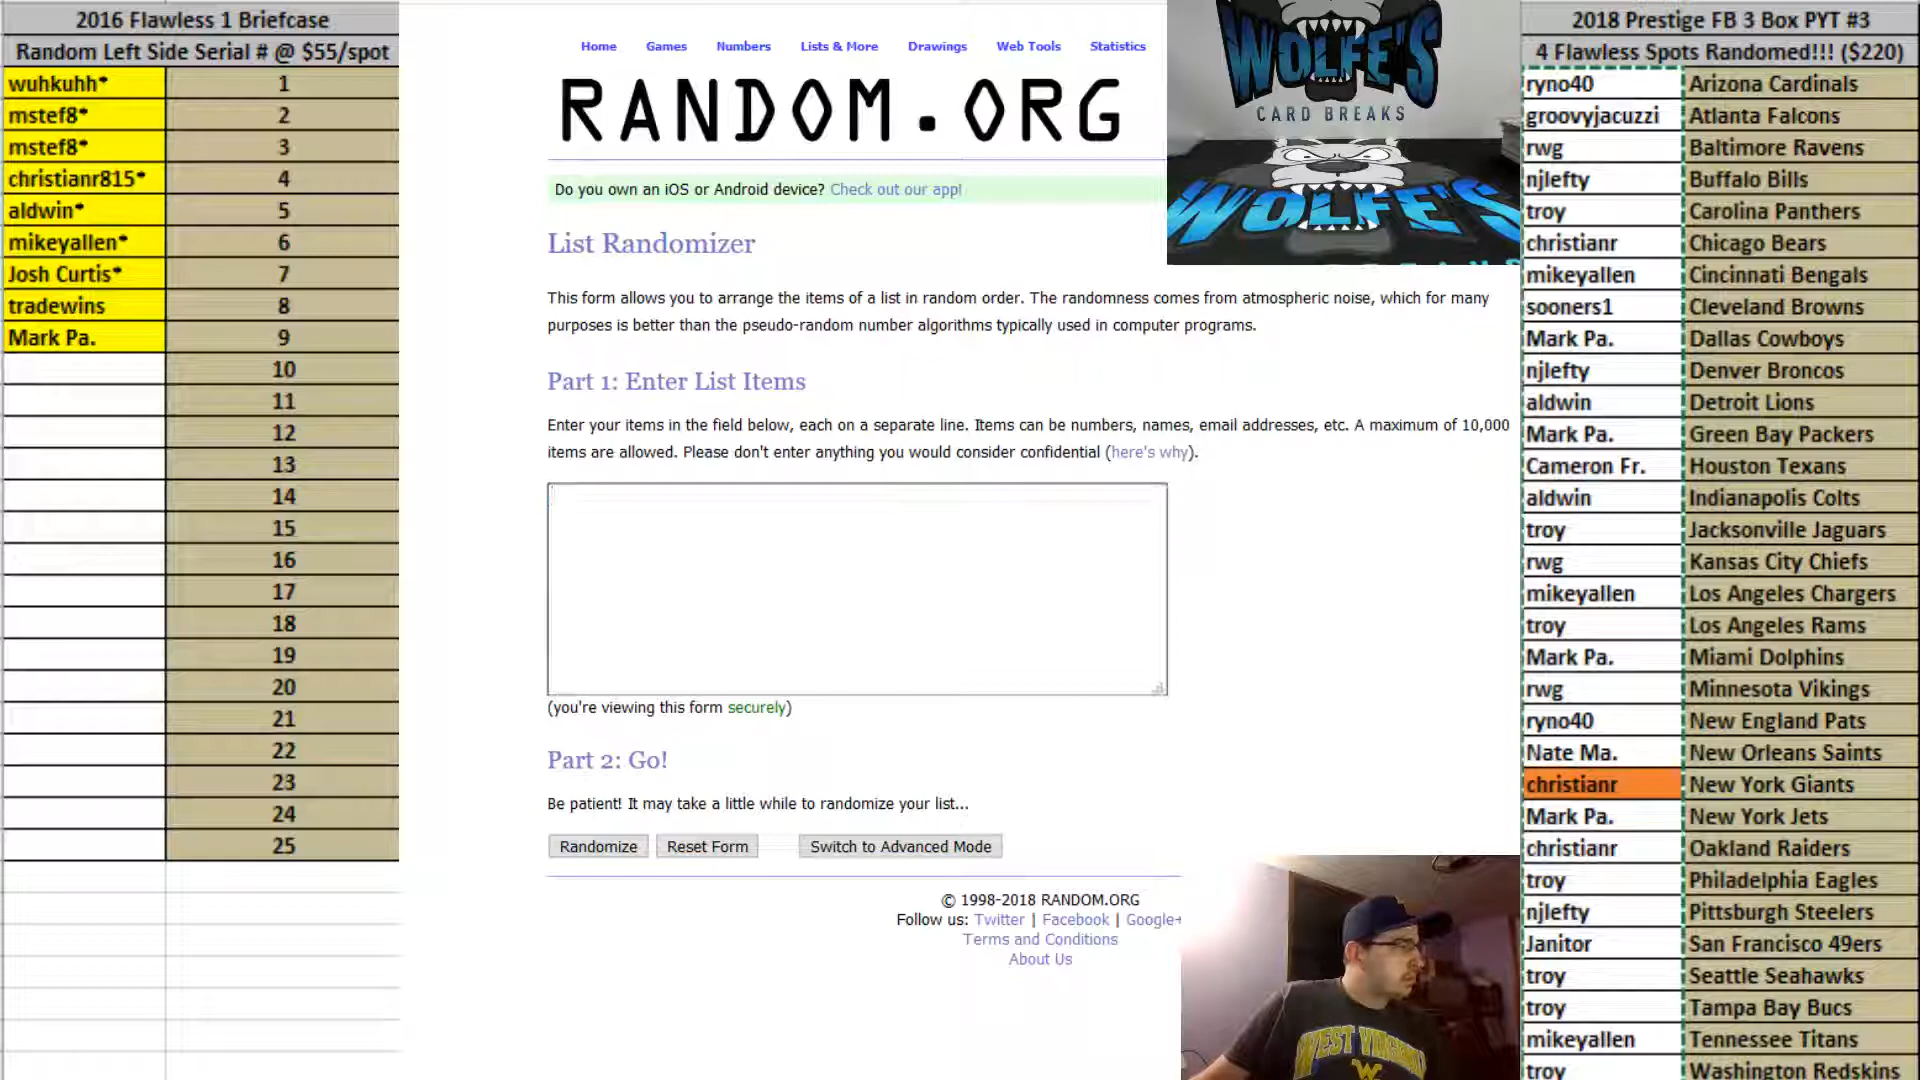 2016 Flawless 1 Briefcase
Random Left Side Serial # @ $55/spot
wuhkuhh* 1
mstef8* 2
mstef8* 3
christianr815* 4
aldwin* 5
mikeyallen* 6
Josh Curtis* 7
tradewins 8
Mark Pa. 9
10
11
12
13
14
15
16
17
18
19
20
21
22
23
24
25
Home Games Numbers Lists & More Drawings Web Tools Statistics
RANDOM.ORG
Do you own an iOS or Android device? Check out our app!
List Randomizer
This form allows you to arrange the items of a list in random order. The randomness comes from atmospheric noise, which for many
purposes is better than the pseudo-random number algorithms typically used in computer programs.
Part 1: Enter List Items
Enter your items in the field below, each on a separate line. Items can be numbers, names, email addresses, etc. A maximum of 10,000
items are allowed. Please don't enter anything you would consider confidential (here's why).
(you're viewing this form securely)
Part 2: Go!
Be patient! It may take a little while to randomize your list...
Randomize Reset Form Switch to Advanced Mode
© 1998-2018 RANDOM.ORG
Follow us: Twitter | Facebook | Google+
Terms and Conditions
About Us
WOLFE'S
CARD BREAKS
WOLFE'S
WEST VIRGINIA
WV
2018 Prestige FB 3 Box PYT #3
4 Flawless Spots Randomed!!! ($220)
ryno40 Arizona Cardinals
groovyjacuzzi Atlanta Falcons
rwg Baltimore Ravens
njlefty Buffalo Bills
troy Carolina Panthers
christianr Chicago Bears
mikeyallen Cincinnati Bengals
sooners1 Cleveland Browns
Mark Pa. Dallas Cowboys
njlefty Denver Broncos
aldwin Detroit Lions
Mark Pa. Green Bay Packers
Cameron Fr. Houston Texans
aldwin Indianapolis Colts
troy Jacksonville Jaguars
rwg Kansas City Chiefs
mikeyallen Los Angeles Chargers
troy Los Angeles Rams
Mark Pa. Miami Dolphins
rwg Minnesota Vikings
ryno40 New England Pats
Nate Ma. New Orleans Saints
christianr New York Giants
Mark Pa. New York Jets
christianr Oakland Raiders
troy Philadelphia Eagles
njlefty Pittsburgh Steelers
Janitor San Francisco 49ers
troy Seattle Seahawks
troy Tampa Bay Bucs
mikeyallen Tennessee Titans
troy Washington Redskins